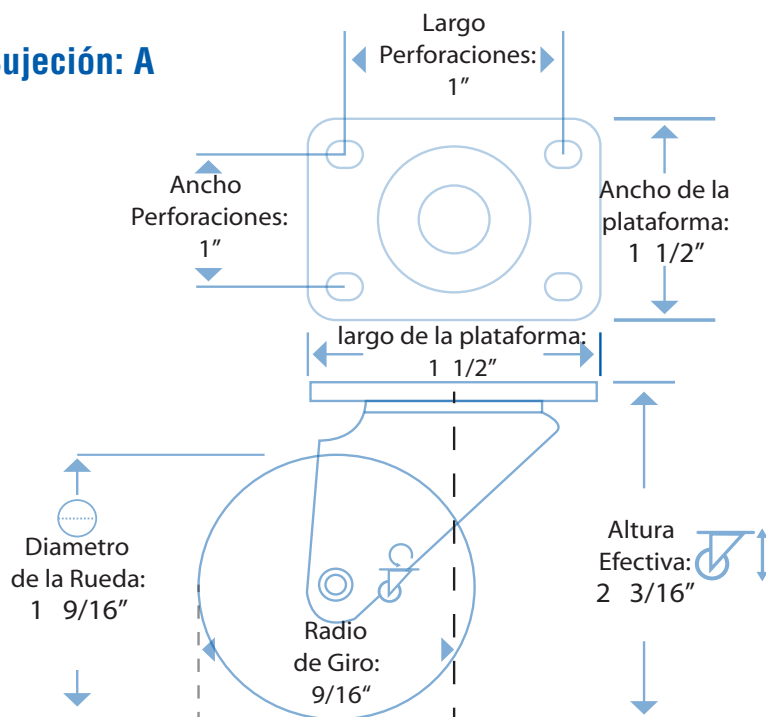 ujeción: A
Largo
Perforaciones:
1”
Ancho
Perforaciones:
1”
Ancho de la
plataforma:
1 1/2”
largo de la plataforma:
1 1/2”
Diametro
de la Rueda:
1 9/16”
Altura
Efectiva:
2 3/16”
Radio
de Giro:
9/16“